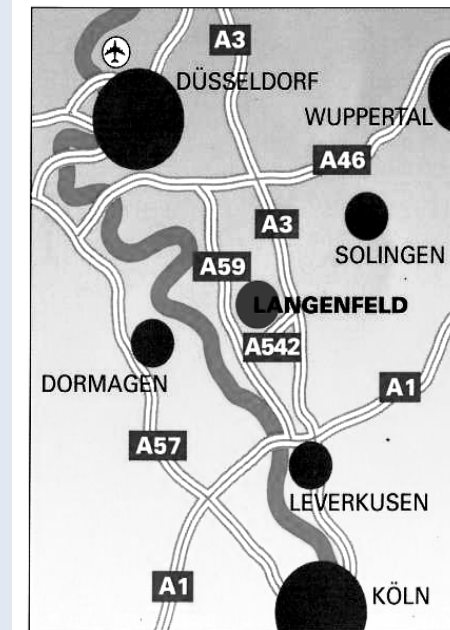 A3
DÜSSELDORF
WUPPERTAL
A46
A3
SOLINGEN
A59
LANGENFELD
A542
DORMAGEN
A1
A57
LEVERKUSEN
A1
KÖLN